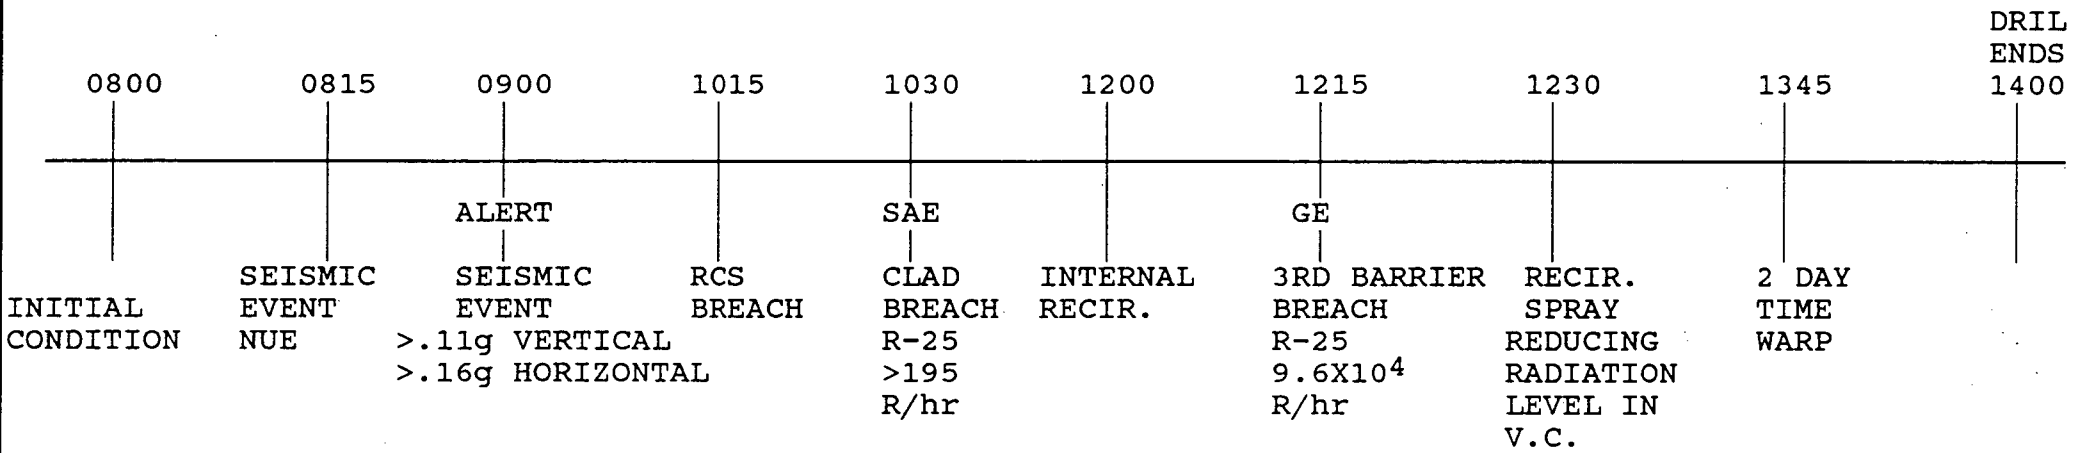 DRIL
ENDS
0800 0815 0900 1015 1030 1200 1215 1230 1345 1400
ALERT SAE GE
SEISMIC SEISMIC RCS CLAD INTERNAL 3RD BARRIER RECIR. 2 DAY
INITIAL EVENT EVENT BREACH BREACH RECIR. BREACH SPRAY TIME
CONDITION NUE >.11g VERTICAL R-25 R-25 REDUCING WARP
>.16g HORIZONTAL >195 9.6X10⁴ RADIATION
R/hr R/hr LEVEL IN
V.C.